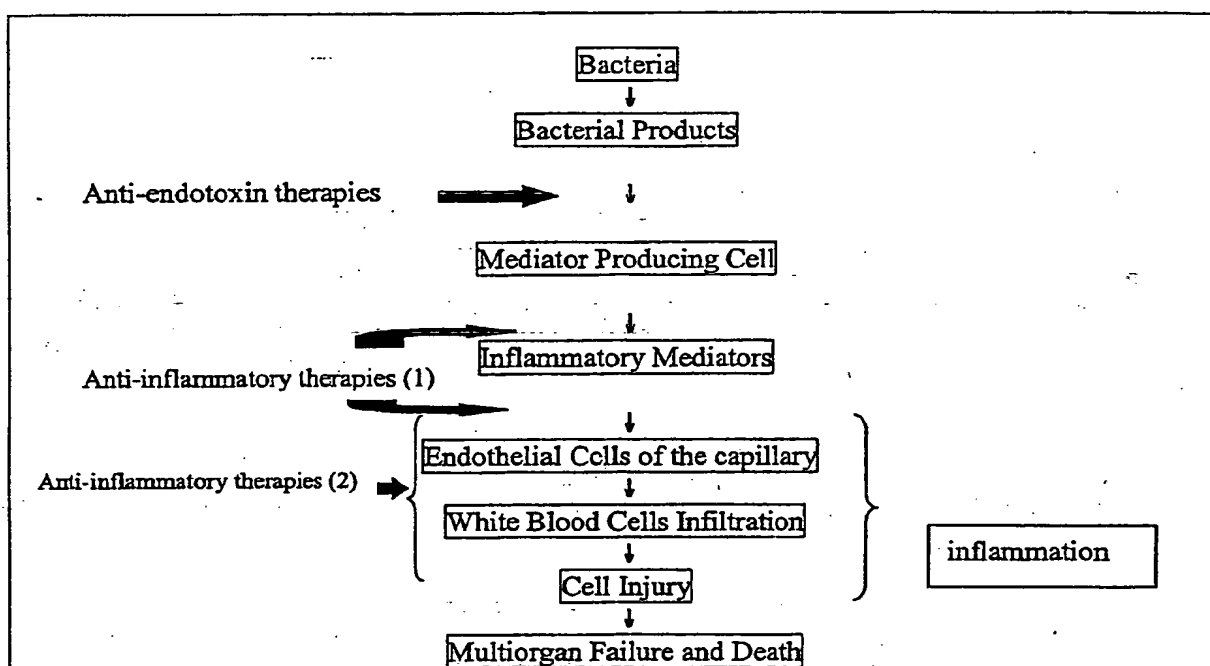 Bacteria
Bacterial Products
Anti-endotoxin therapies
Mediator Producing Cell
Inflammatory Mediators
Anti-inflammatory therapies (1)
Endothelial Cells of the capillary
Anti-inflammatory therapies (2)
White Blood Cells Infiltration
inflammation
Cell Injury
Multiorgan Failure and Death